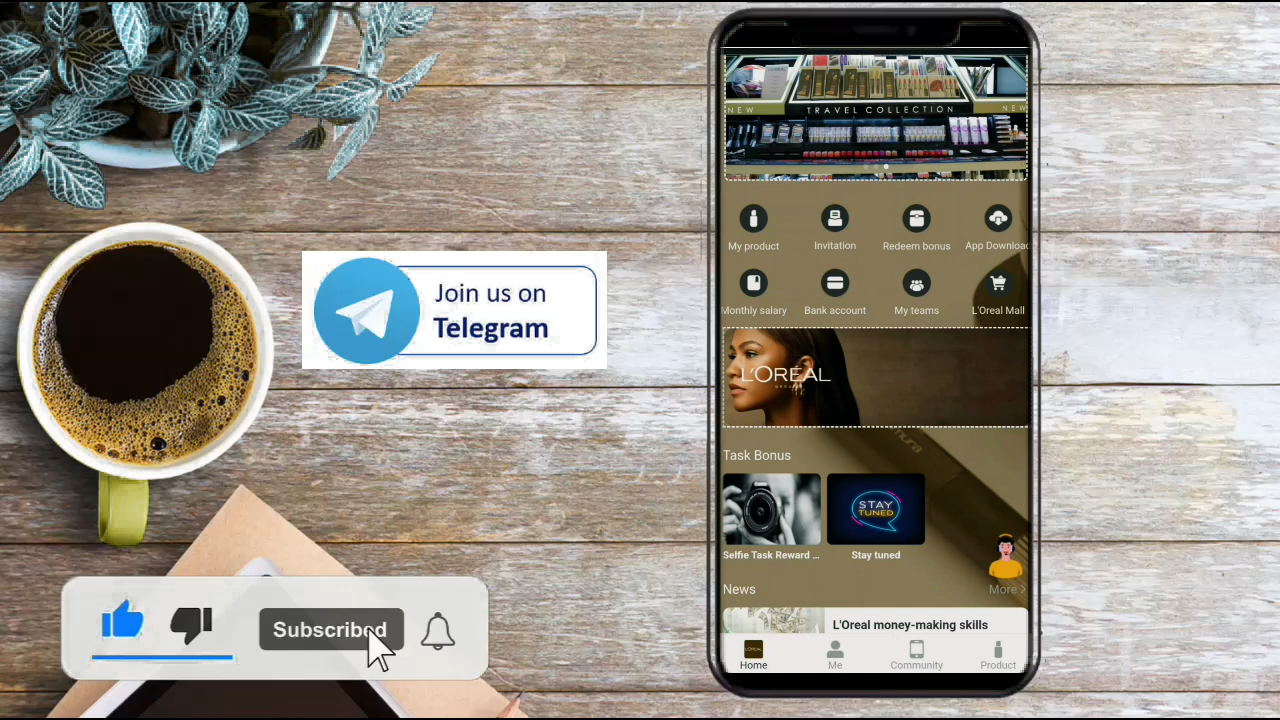 Join us on
Telegram
Subscribed
NEW
TRAVEL COLLECTION
NEW
My product
Invitation
Redeem bonus
App Download
Monthly salary
Bank account
My teams
L'Oreal Mall
L'ORÉAL
Task Bonus
STAY
TUNED
Selfie Task Reward ...
Stay tuned
News
More >
L'Oreal money-making skills
Home
Me
Community
Product